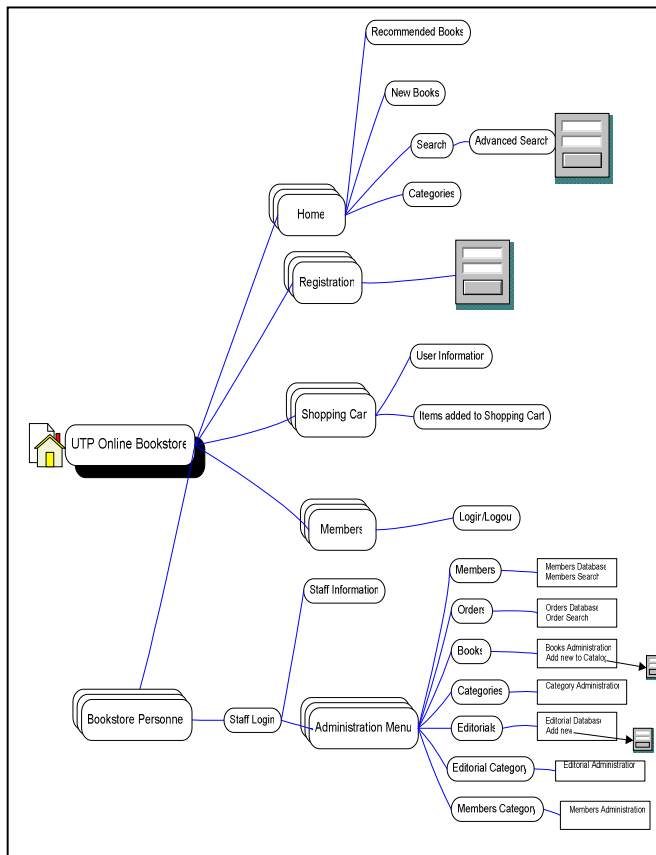 Recommended Books
New Books
Search
Advanced Search
Categories
Home
Registration
User Information
Shopping Cart
Items added to Shopping Cart
UTP Online Bookstore
Members
Login/Logou
Members
Members Database
Members Search
Staff Information
Orders
Orders Database
Order Search
Books
Books Administration
Add new to Catalog
Categories
Category Administration
Bookstore Personne
Staff Login
Administration Menu
Editorials
Editorial Database
Add new
Editorial Category
Editorial Administration
Members Category
Members Administration